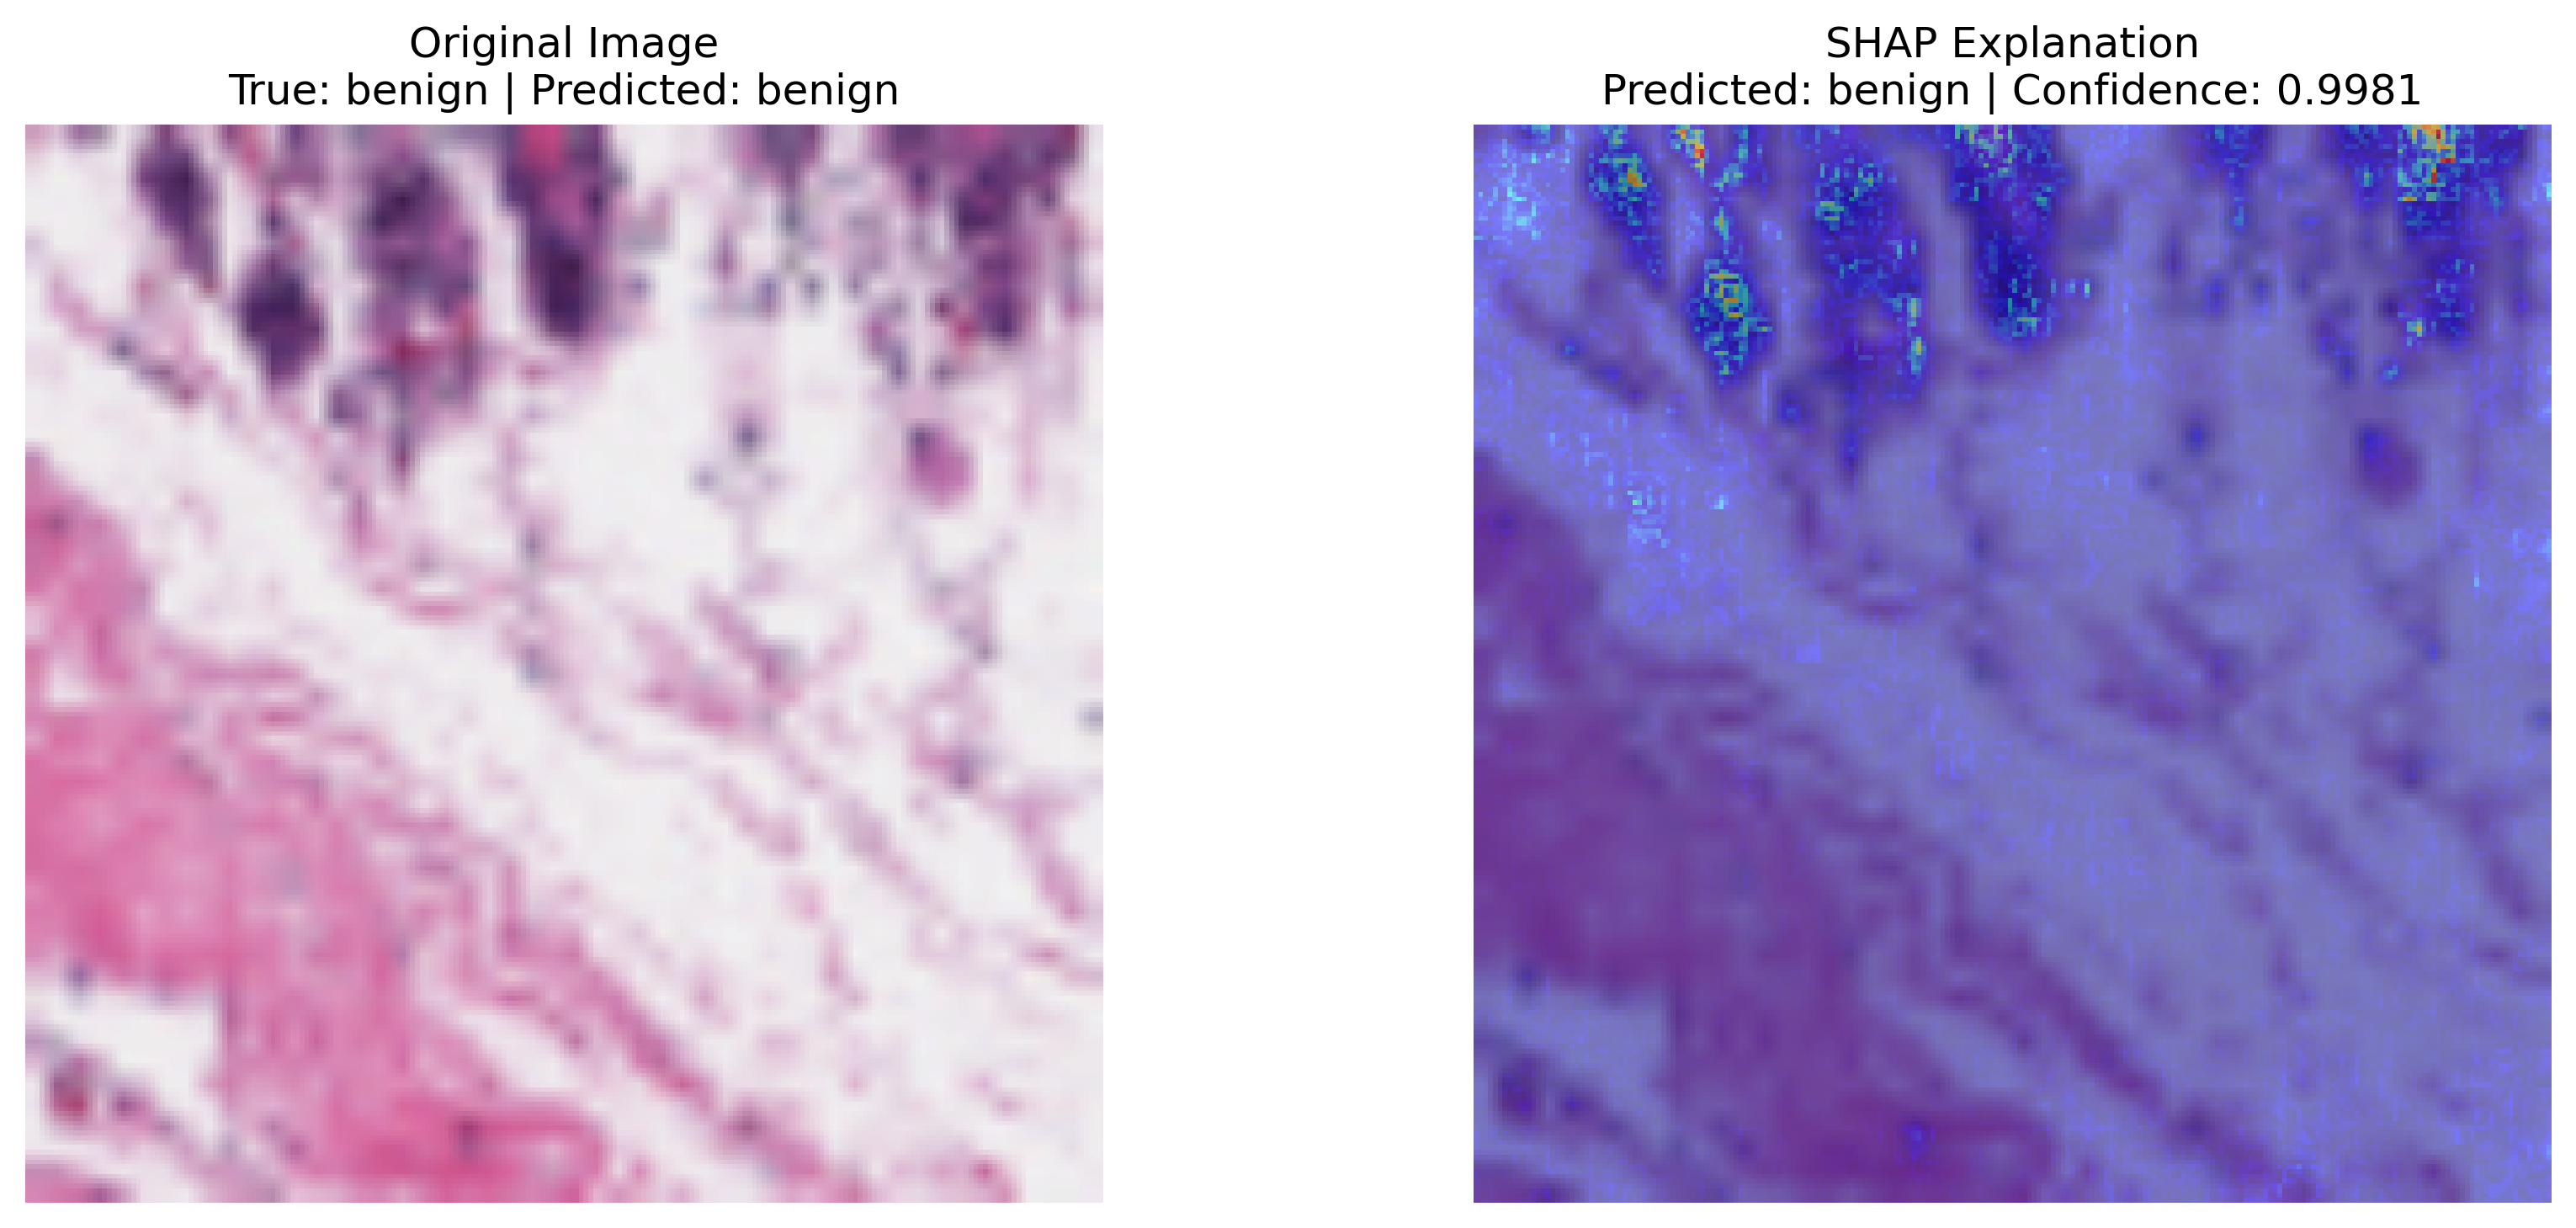 Original Image
True: benign | Predicted: benign
SHAP Explanation
Predicted: benign | Confidence: 0.9981